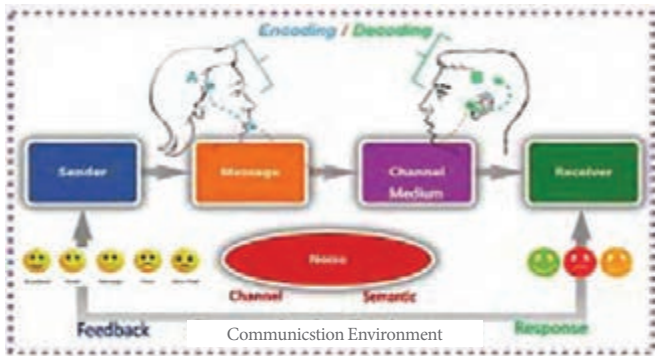 Encoding / Decoding
A
B
Sender
Message
Channel
Medium
Receiver
Noise
Channel
Semantic
Feedback
Communicstion Environment
Response